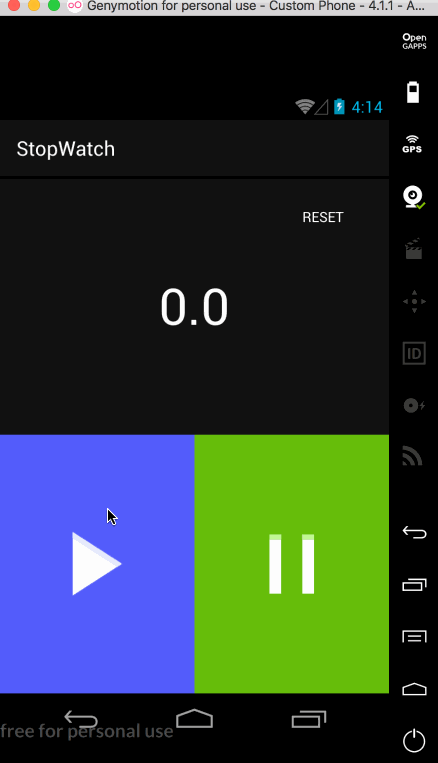 Genymotion for personal use - Custom Phone - 4.1.1 - A...
Open
GAPPS
4:14
GPS
StopWatch
RESET
0.0
ID
free for personal use